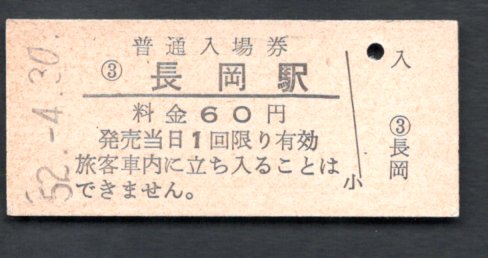 普通入場券
③ 長岡駅
料金60円
発売当日1回限り有効
旅客車内に立ち入ることは
できません。
小
入
③
長岡
52.-4.30.